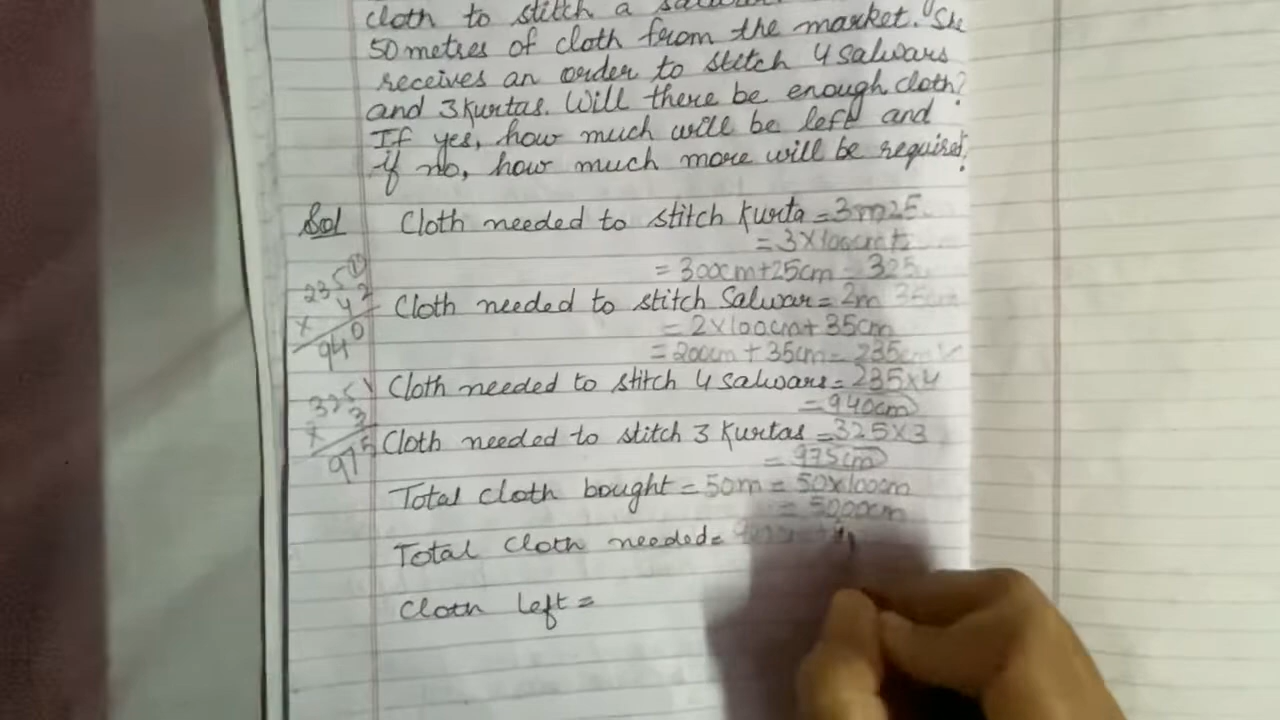 cloth to stitch a
50 metres of cloth from the market. She
receives an order to stitch 4 salwars
and 3 kurtas. Will there be enough cloth?
If yes, how much will be left and
if no, how much more will be required.
Sol Cloth needed to stitch kurta = 3m 25
= 3×100cm +
= 300cm + 25cm = 325
235
× 4
940
Cloth needed to stitch Salwar = 2m 35cm
= 2×100cm + 35cm
= 200cm + 35cm = 235cm
325
× 3
975
Cloth needed to stitch 4 salwars = 235×4
= 940cm
Cloth needed to stitch 3 kurtas = 325×3
= 975cm
Total cloth bought = 50m = 50×100cm
= 5000cm
Total cloth needed =
Cloth left =